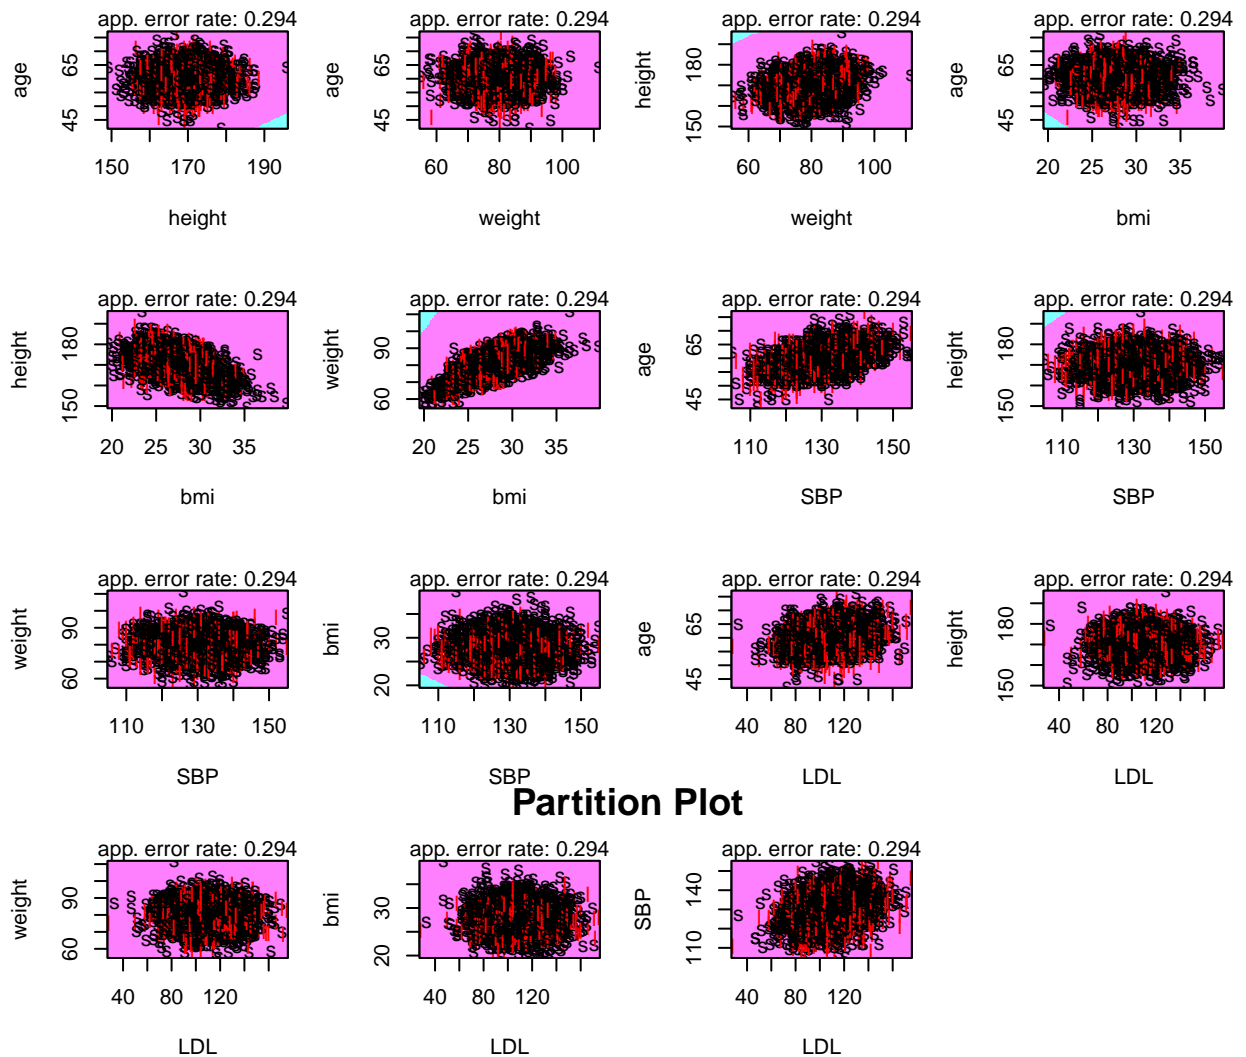 app. error rate: 0.294 app. error rate: 0.294 app. error rate: 0.294 app. error rate: 0.294
age 45 65 age 45 65 height 150 180 age 45 65
150 170 190 60 80 100 60 80 100 20 25 30 35
height weight weight bmi
app. error rate: 0.294 app. error rate: 0.294 app. error rate: 0.294 app. error rate: 0.294
height 150 180 weight 60 90 age 45 65 height 150 180
20 25 30 35 20 25 30 35 110 130 150 110 130 150
bmi bmi SBP SBP
app. error rate: 0.294 app. error rate: 0.294 app. error rate: 0.294 app. error rate: 0.294
weight 60 90 bmi 20 30 age 45 65 height 150 180
110 130 150 110 130 150 40 80 120 40 80 120
SBP SBP LDL LDL
Partition Plot
app. error rate: 0.294 app. error rate: 0.294 app. error rate: 0.294
weight 60 90 bmi 20 30 SBP 110 140
40 80 120 40 80 120 40 80 120
LDL LDL LDL